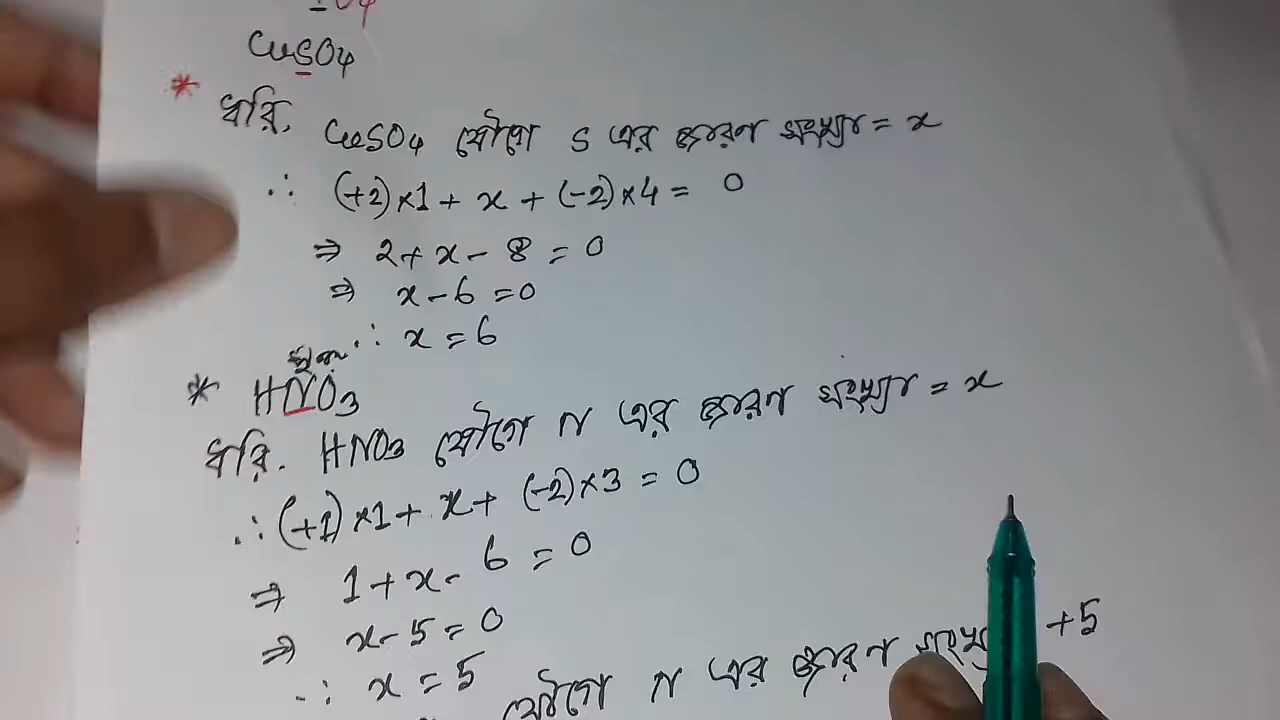 CuSO4
* ধরি, CuSO4 যৌগে S এর জারণ সংখ্যা = x
∴ (+2)×1 + x + (-2)×4 = 0
⇒ 2+x-8=0
⇒ x-6=0
∴ x=6
* HNO3
ধরি. HNO3 যৌগে N এর জারণ সংখ্যা = x
∴ (+1)×1+ x+ (-2)×3 = 0
⇒ 1+x-6=0
⇒ x-5=0
∴ x=5
যৌগে N এর জারণ +5